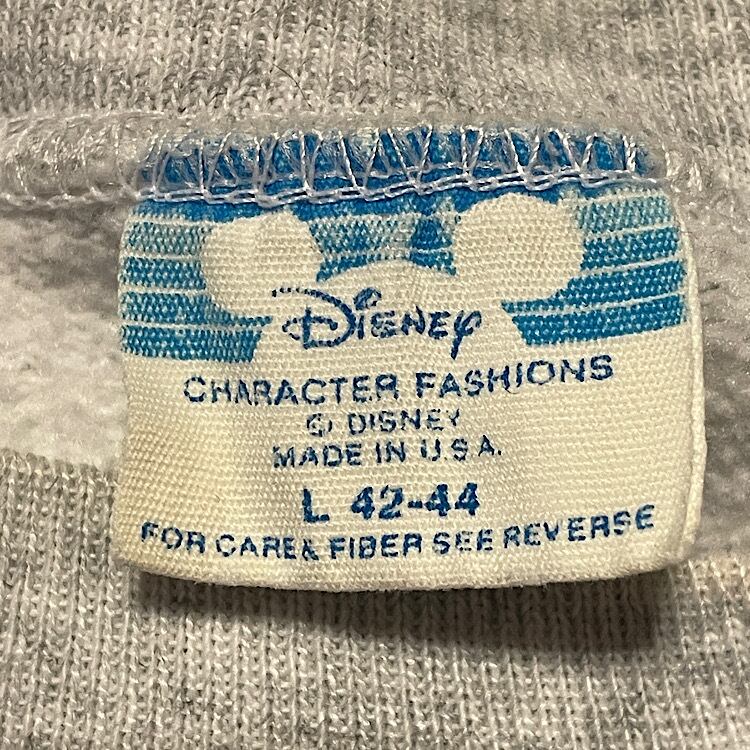 Disney
CHARACTER FASHIONS
© DISNEY
MADE IN U.S.A.
L 42-44
FOR CARE & FIBER SEE REVERSE